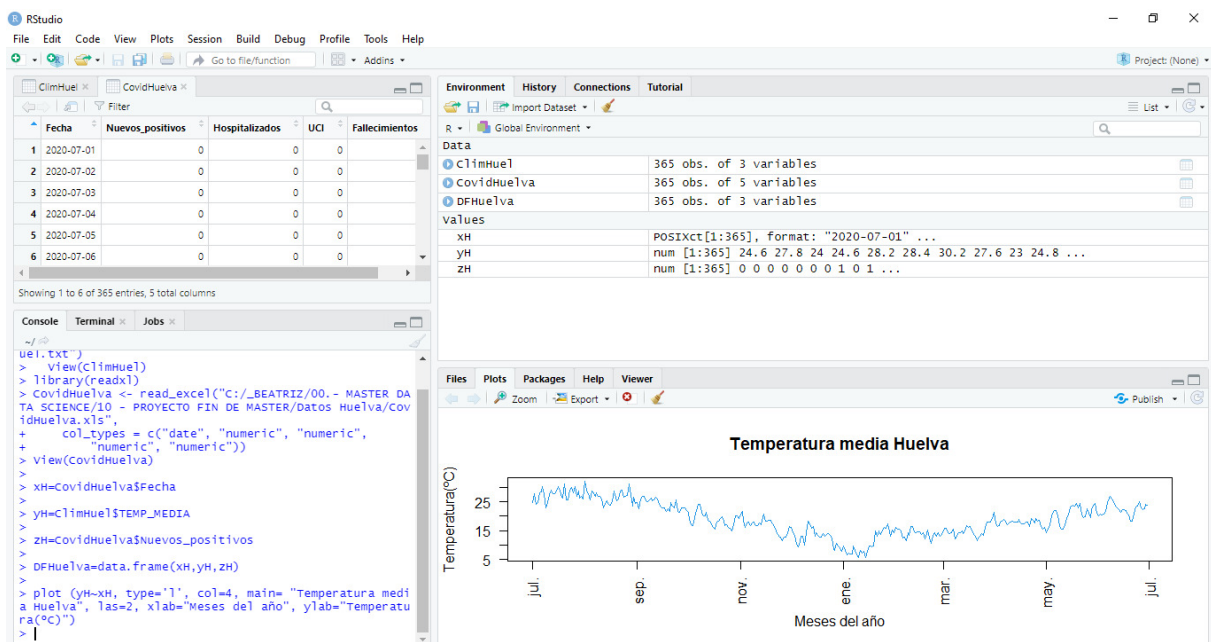 RStudio
File Edit Code View Plots Session Build Debug Profile Tools Help
Go to file/function Addins Project: (None)
ClimHuel CovidHuelva
Filter
Fecha Nuevos_positivos Hospitalizados UCI Fallecimientos
1 2020-07-01 0 0 0
2 2020-07-02 0 0 0
3 2020-07-03 0 0 0
4 2020-07-04 0 0 0
5 2020-07-05 0 0 0
6 2020-07-06 0 0 0
Showing 1 to 6 of 365 entries, 5 total columns
Console Terminal Jobs
~/
uel.txt")
> View(ClimHuel)
> library(readxl)
> CovidHuelva <- read_excel("C:/_BEATRIZ/00.- MASTER DA
TA SCIENCE/10 - PROYECTO FIN DE MASTER/Datos Huelva/Cov
idHuelva.xls",
+ col_types = c("date", "numeric", "numeric",
+ "numeric", "numeric"))
> View(CovidHuelva)
>
> xH=CovidHuelva$Fecha
>
> yH=ClimHuel$TEMP_MEDIA
>
> zH=CovidHuelva$Nuevos_positivos
>
> DFHuelva=data.frame(xH,yH,zH)
>
> plot (yH~xH, type='l', col=4, main= "Temperatura medi
a Huelva", las=2, xlab="Meses del año", ylab="Temperatu
ra(ºC)")
>
Environment History Connections Tutorial
Import Dataset List
R Global Environment
Data
ClimHuel 365 obs. of 3 variables
CovidHuelva 365 obs. of 5 variables
DFHuelva 365 obs. of 3 variables
Values
xH POSIXct[1:365], format: "2020-07-01" ...
yH num [1:365] 24.6 27.8 24 24.6 28.2 28.4 30.2 27.6 23 24.8 ...
zH num [1:365] 0 0 0 0 0 0 0 1 0 1 ...
Files Plots Packages Help Viewer
Zoom Export Publish
Temperatura media Huelva
Temperatura(ºC)
25
15
5
jul. sep. nov. ene. mar. may. jul.
Meses del año